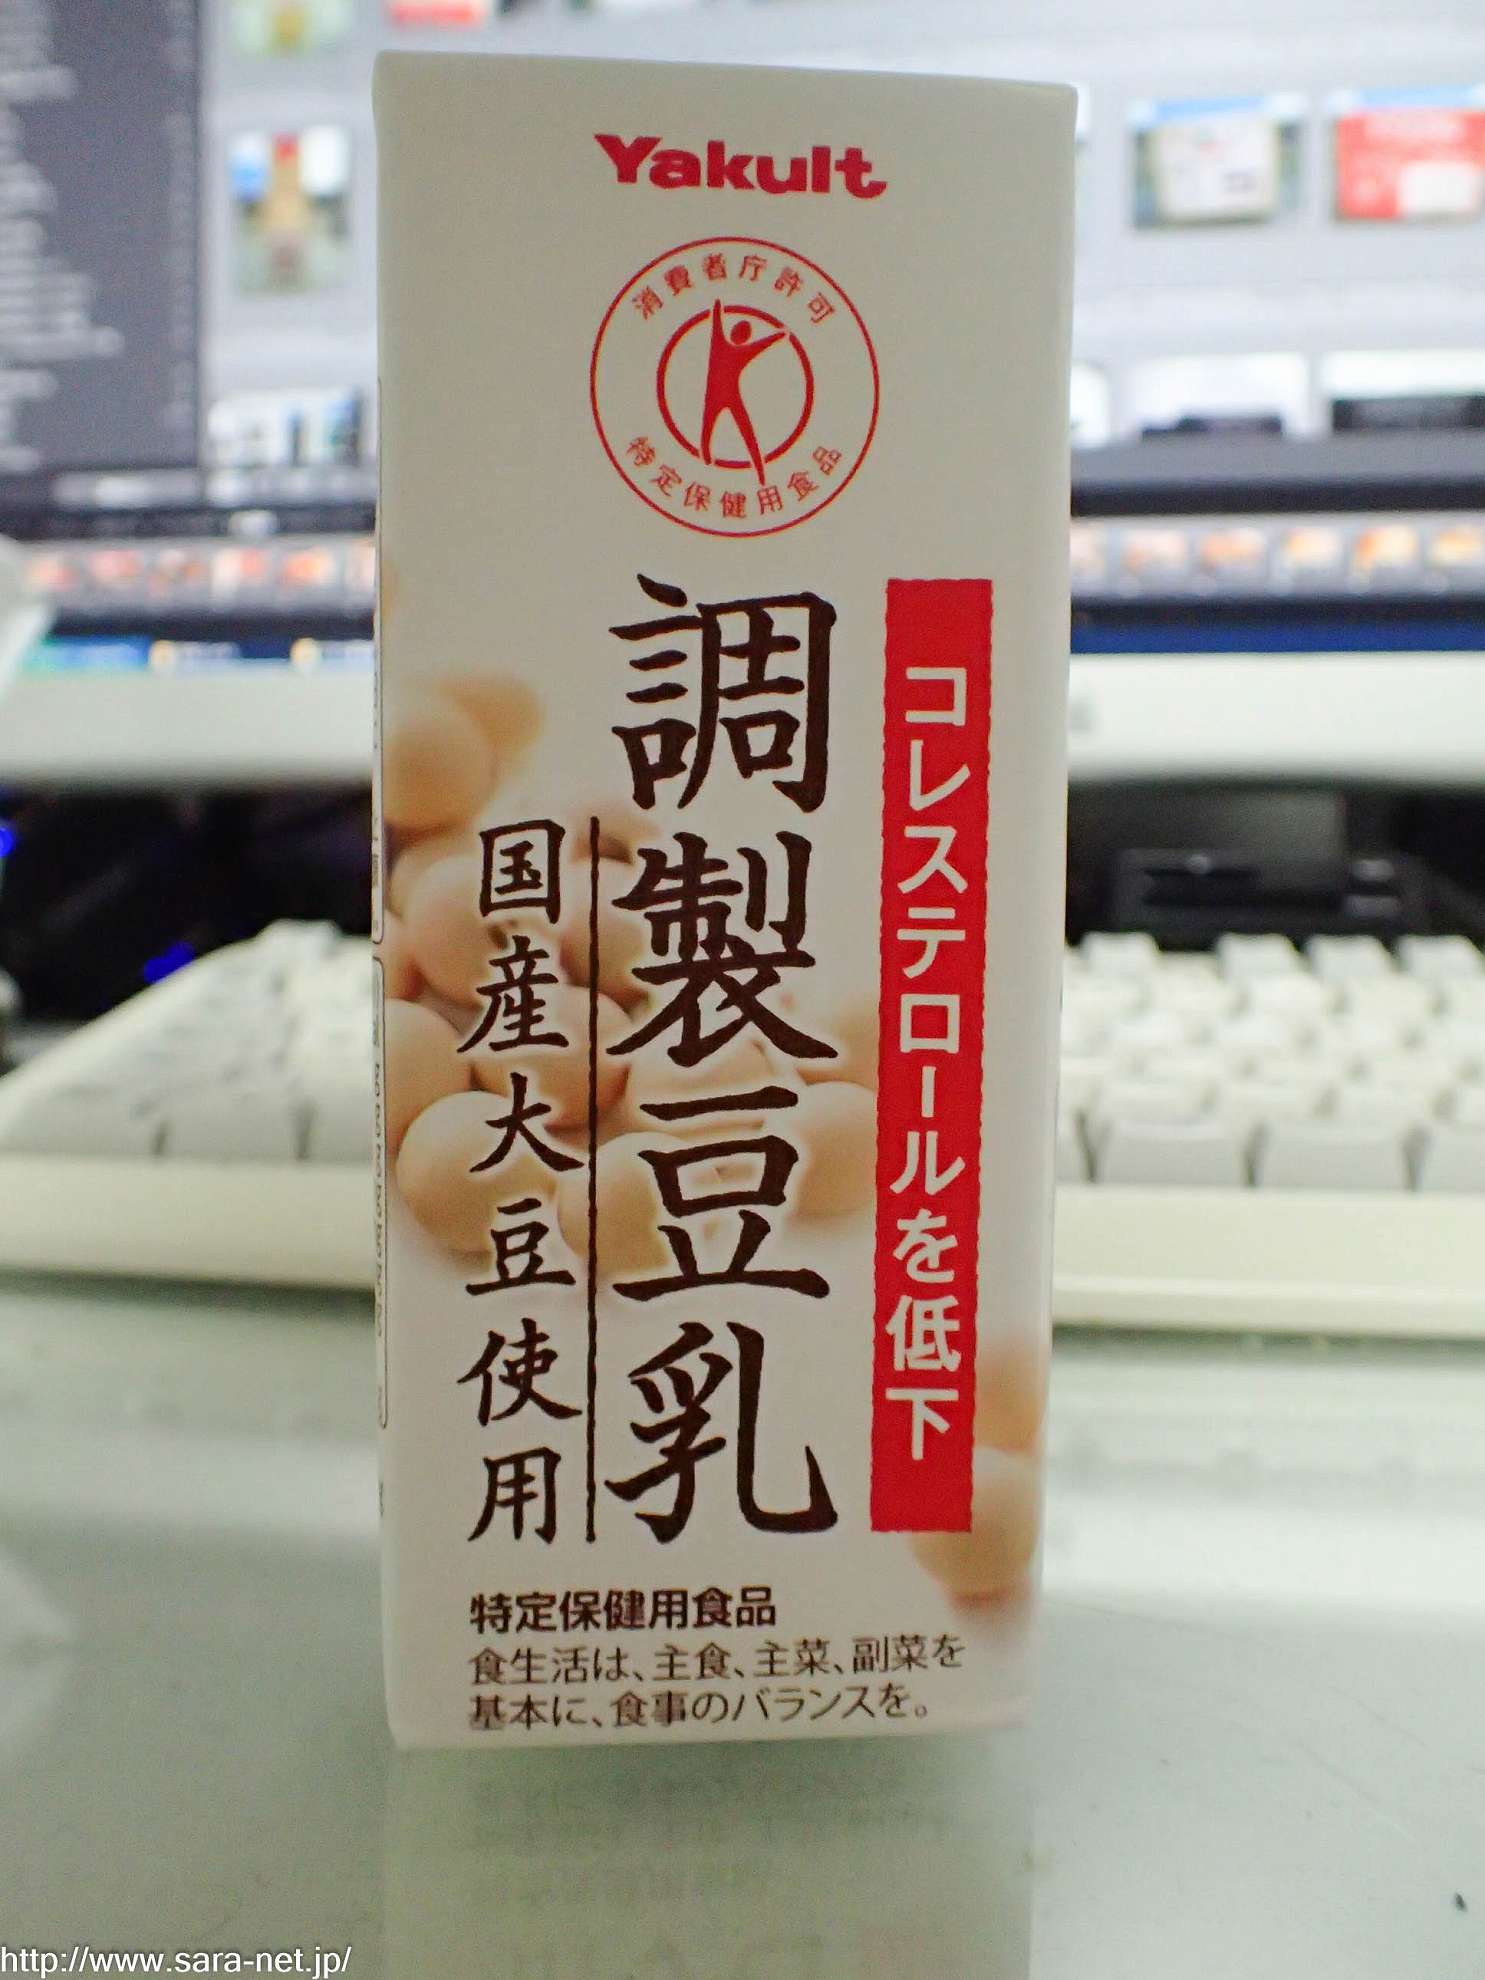 Yakult
消費者庁許可
特定保健用食品
コレステロールを低下
調製豆乳
国産大豆使用
特定保健用食品
食生活は、主食、主菜、副菜を
基本に、食事のバランスを。
http://www.sara-net.jp/